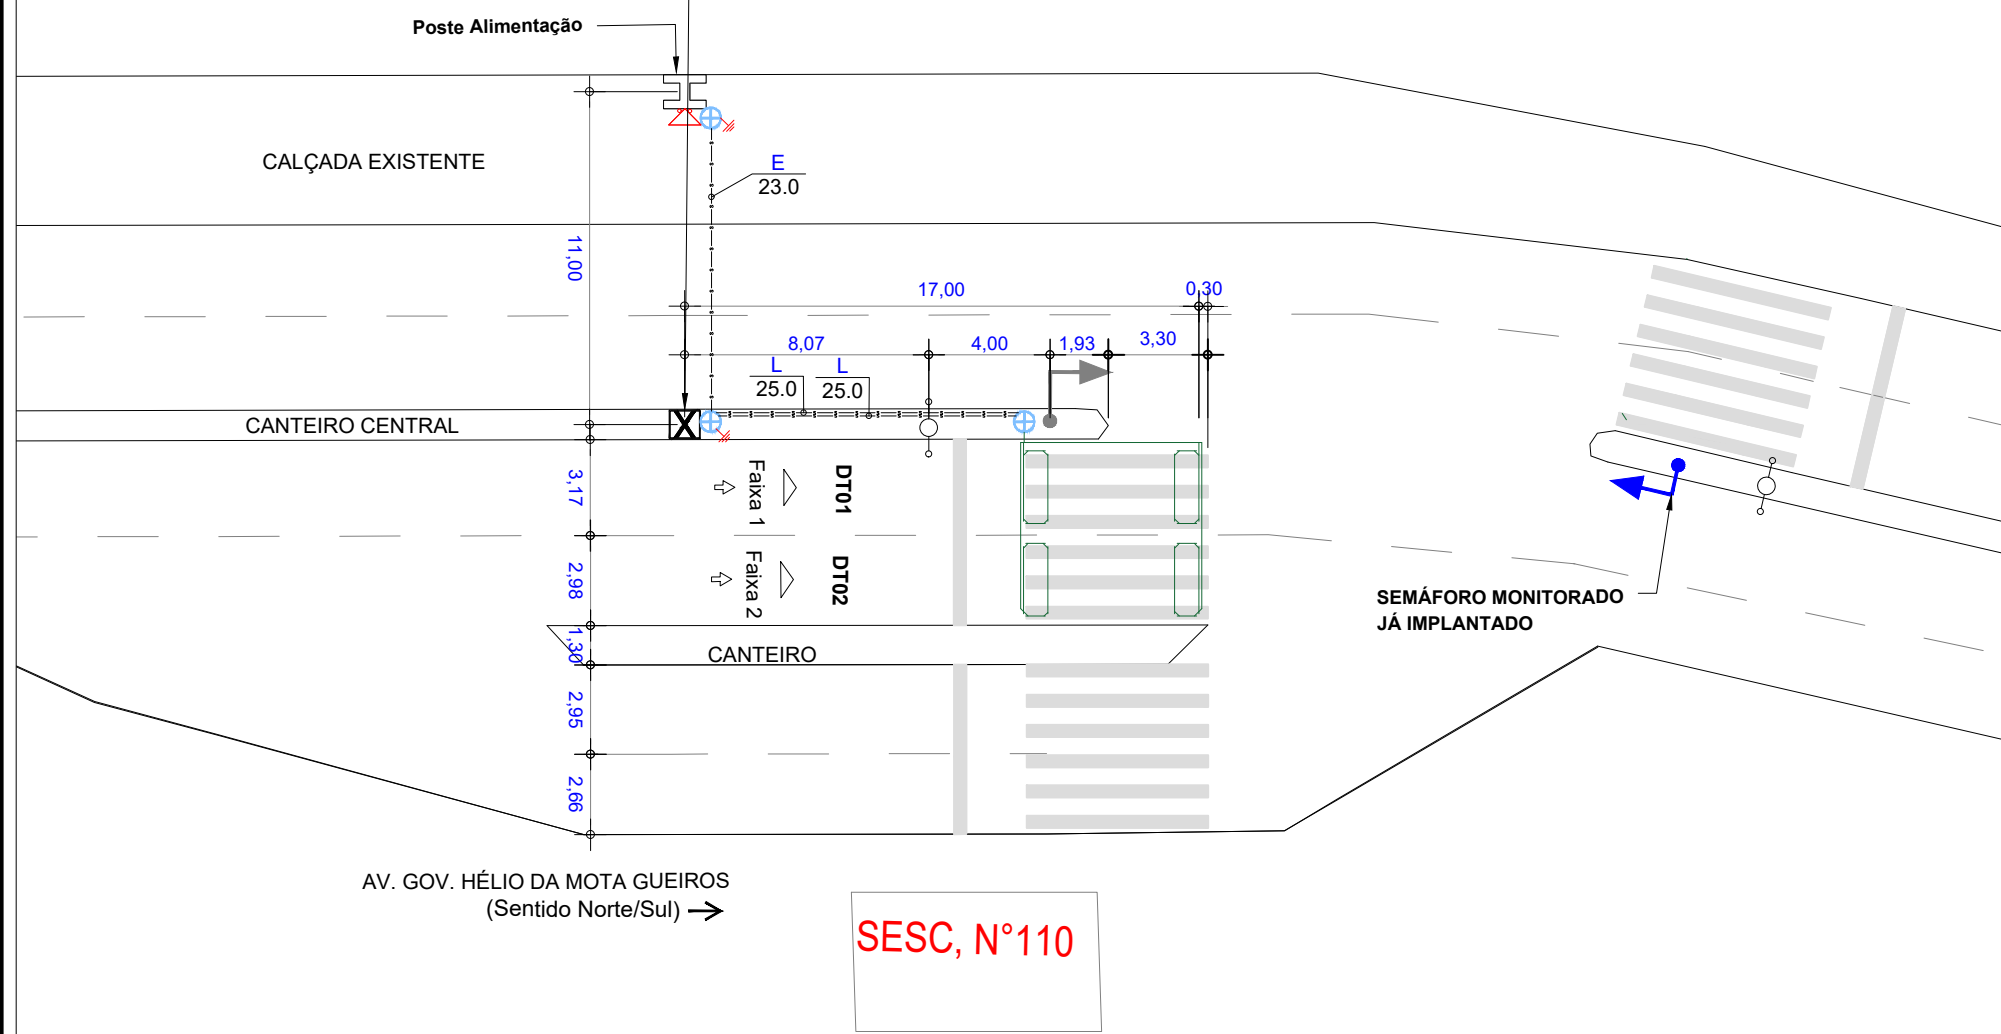 Poste Alimentação
CALÇADA EXISTENTE
E
23.0
11,00
17,00
0,30
8,07
4,00
1,93
3,30
L
25.0
L
25.0
CANTEIRO CENTRAL
X
3,17
Faixa 1
DT01
2,98
Faixa 2
DT02
SEMÁFORO MONITORADO
JÁ IMPLANTADO
1,30
CANTEIRO
2,95
2,66
AV. GOV. HÉLIO DA MOTA GUEIROS
(Sentido Norte/Sul)
SESC, N°110